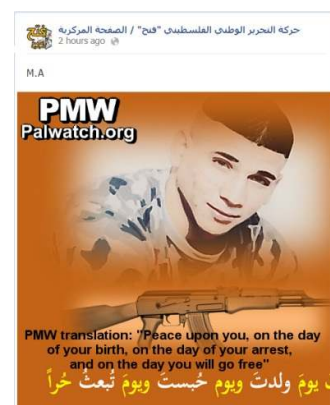 حركة التحرير الوطني الفلسطيني "فتح" / الصفحة المركزية
2 hours ago
M.A
PMW
Palwatch.org
PMW translation: "Peace upon you, on the day
of your birth, on the day of your arrest,
and on the day you will go free"
يومَ ولدتَ ويوم حُبستَ ويومَ تُبعثُ حُراً